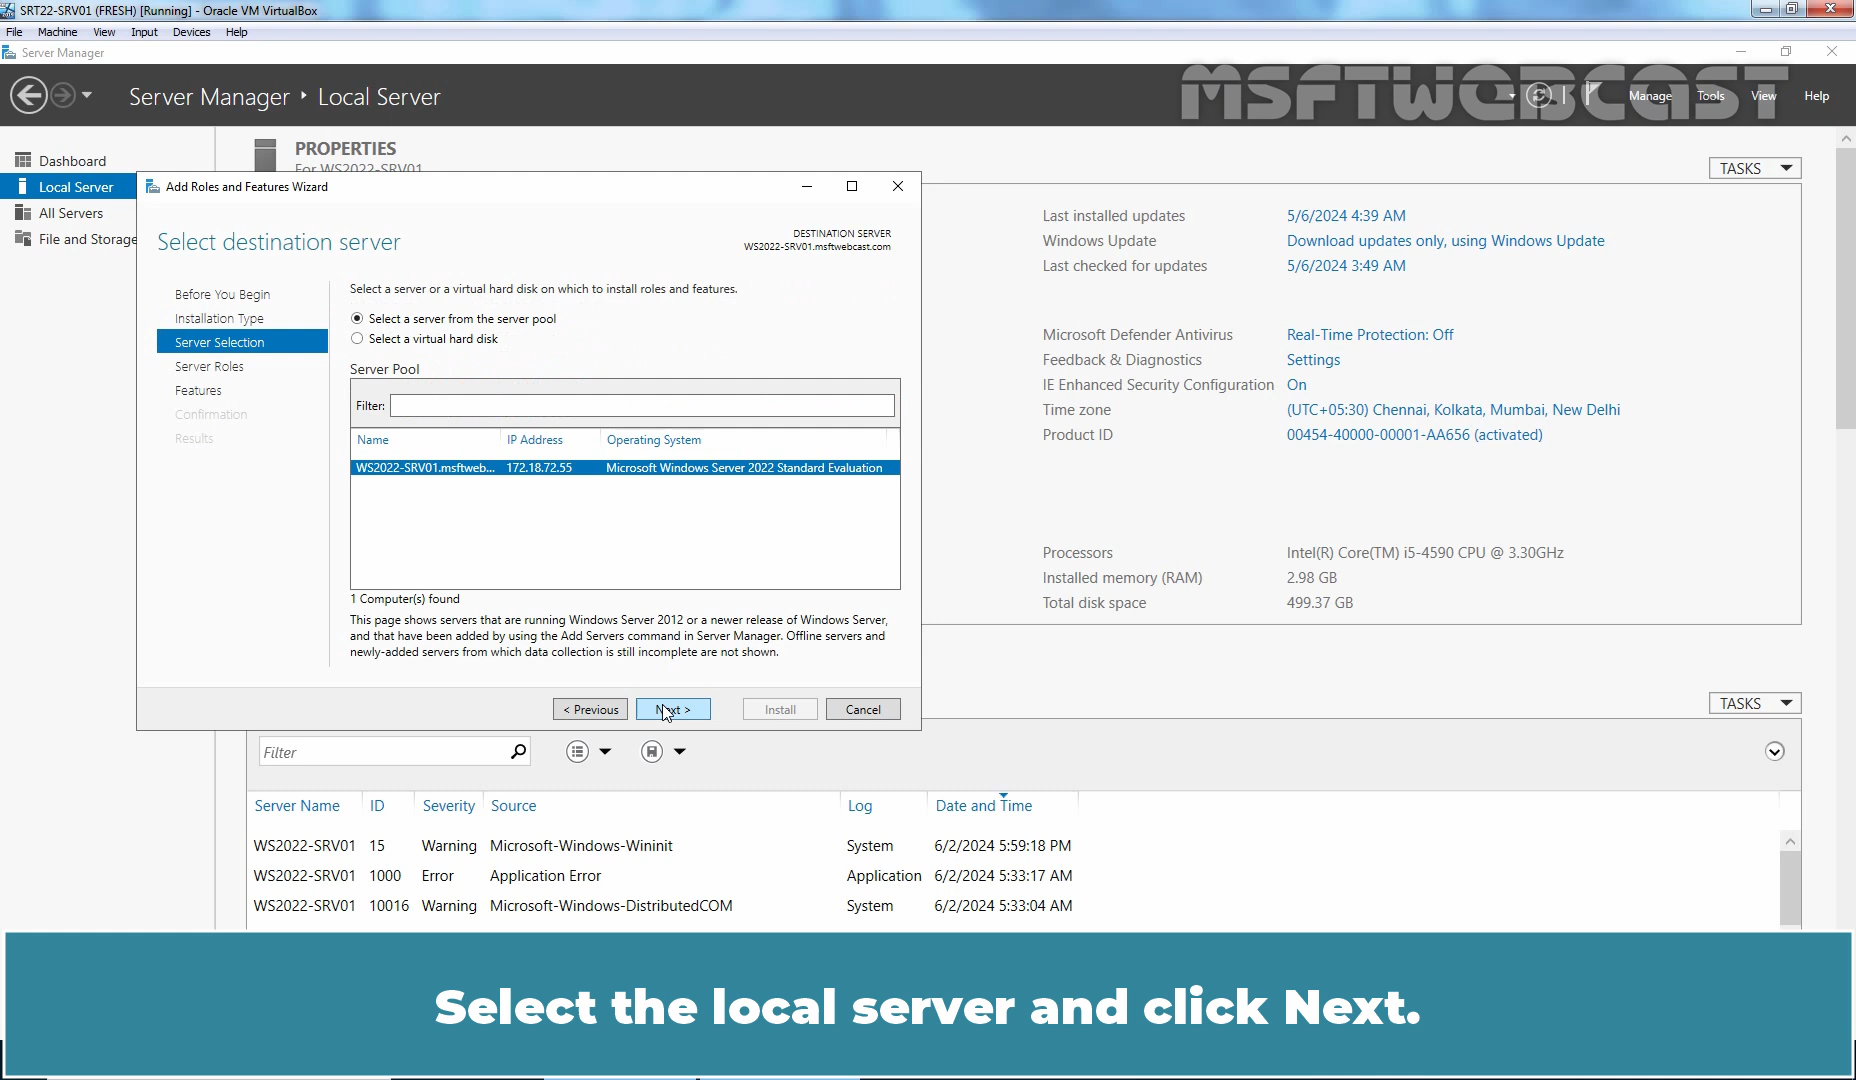 SRT22-SRV01 (FRESH) [Running] - Oracle VM VirtualBox
File Machine View Input Devices Help
Server Manager
Server Manager ‣ Local Server
MSFTWEBCAST
Manage Tools View Help
Dashboard
Local Server
All Servers
File and Storage
PROPERTIES
For WS2022-SRV01
TASKS
Add Roles and Features Wizard
Select destination server
DESTINATION SERVER
WS2022-SRV01.msftwebcast.com
Before You Begin
Installation Type
Server Selection
Server Roles
Features
Confirmation
Results
Select a server or a virtual hard disk on which to install roles and features.
Select a server from the server pool
Select a virtual hard disk
Server Pool
Filter:
Name IP Address Operating System
WS2022-SRV01.msftweb... 172.18.72.55 Microsoft Windows Server 2022 Standard Evaluation
1 Computer(s) found
This page shows servers that are running Windows Server 2012 or a newer release of Windows Server,
and that have been added by using the Add Servers command in Server Manager. Offline servers and
newly-added servers from which data collection is still incomplete are not shown.
< Previous Next > Install Cancel
Last installed updates 5/6/2024 4:39 AM
Windows Update Download updates only, using Windows Update
Last checked for updates 5/6/2024 3:49 AM
Microsoft Defender Antivirus Real-Time Protection: Off
Feedback & Diagnostics Settings
IE Enhanced Security Configuration On
Time zone (UTC+05:30) Chennai, Kolkata, Mumbai, New Delhi
Product ID 00454-40000-00001-AA656 (activated)
Processors Intel(R) Core(TM) i5-4590 CPU @ 3.30GHz
Installed memory (RAM) 2.98 GB
Total disk space 499.37 GB
TASKS
Filter
Server Name ID Severity Source Log Date and Time
WS2022-SRV01 15 Warning Microsoft-Windows-Wininit System 6/2/2024 5:59:18 PM
WS2022-SRV01 1000 Error Application Error Application 6/2/2024 5:33:17 AM
WS2022-SRV01 10016 Warning Microsoft-Windows-DistributedCOM System 6/2/2024 5:33:04 AM
Select the local server and click Next.